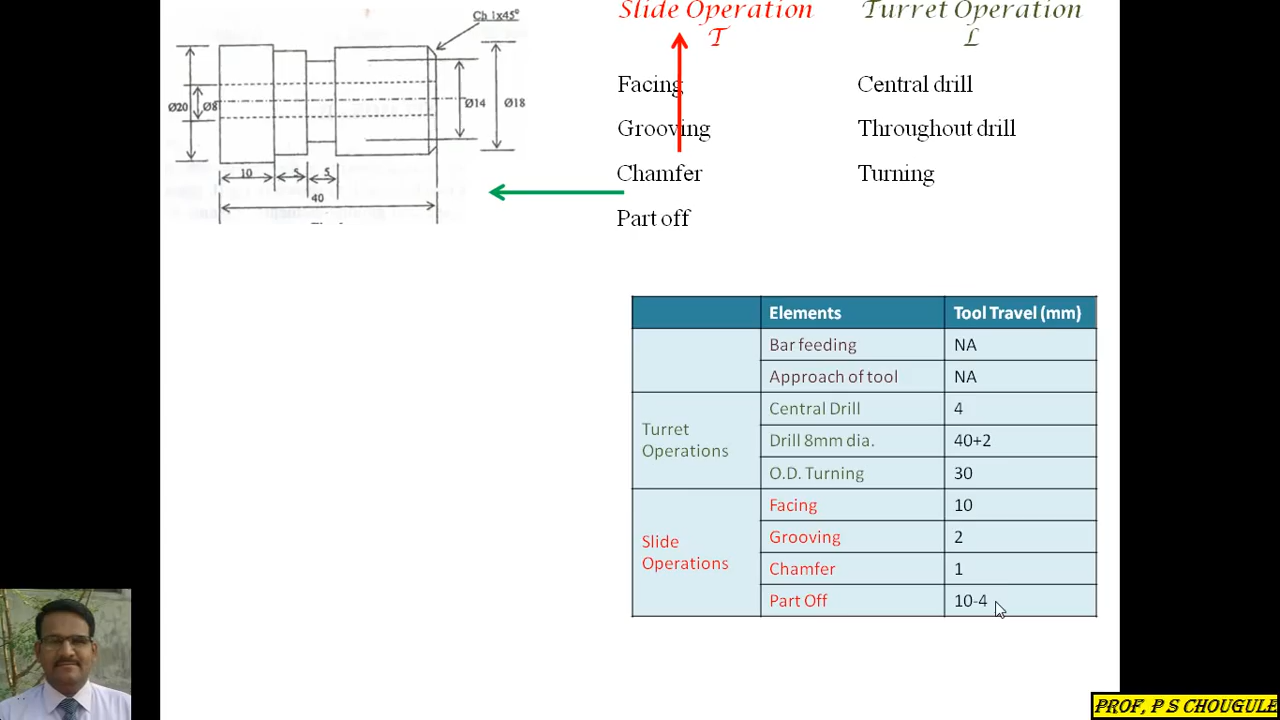 Ch 1x45°
Ø20
Ø8
Ø14
Ø18
10
5
5
40
Slide Operation
T
Facing
Grooving
Chamfer
Part off
Turret Operation
L
Central drill
Throughout drill
Turning
Elements Tool Travel (mm)
Bar feeding NA
Approach of tool NA
Turret Operations
Central Drill 4
Drill 8mm dia. 40+2
O.D. Turning 30
Slide Operations
Facing 10
Grooving 2
Chamfer 1
Part Off 10-4
PROF, P S CHOUGULE